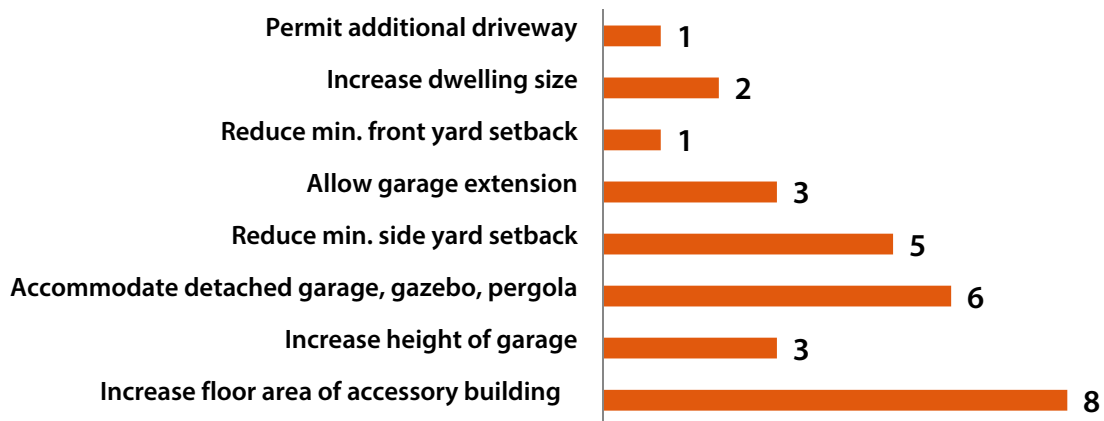 Permit additional driveway 1
Increase dwelling size 2
Reduce min. front yard setback 1
Allow garage extension 3
Reduce min. side yard setback 5
Accommodate detached garage, gazebo, pergola 6
Increase height of garage 3
Increase floor area of accessory building 8